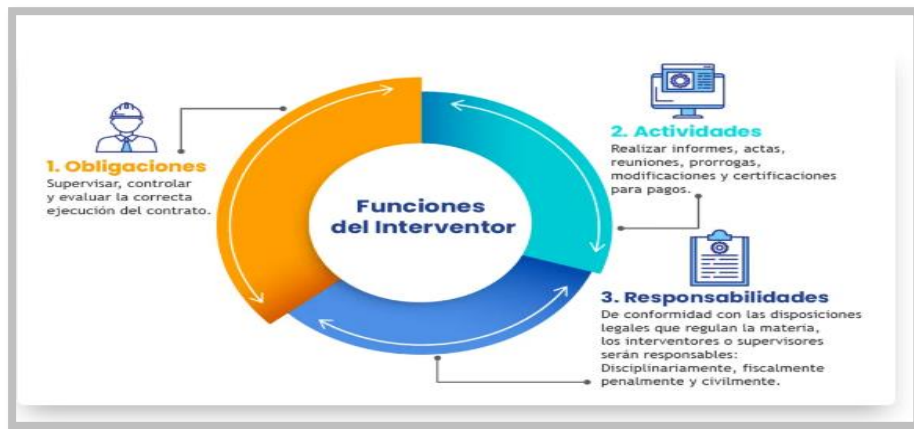 Funciones
del Interventor
1. Obligaciones
Supervisar, controlar
y evaluar la correcta
ejecución del contrato.
2. Actividades
Realizar informes, actas,
reuniones, prorrogas,
modificaciones y certificaciones
para pagos.
3. Responsabilidades
De conformidad con las disposiciones
legales que regulan la materia,
los interventores o supervisores
serán responsables:
Disciplinariamente, fiscalmente
penalmente y civilmente.